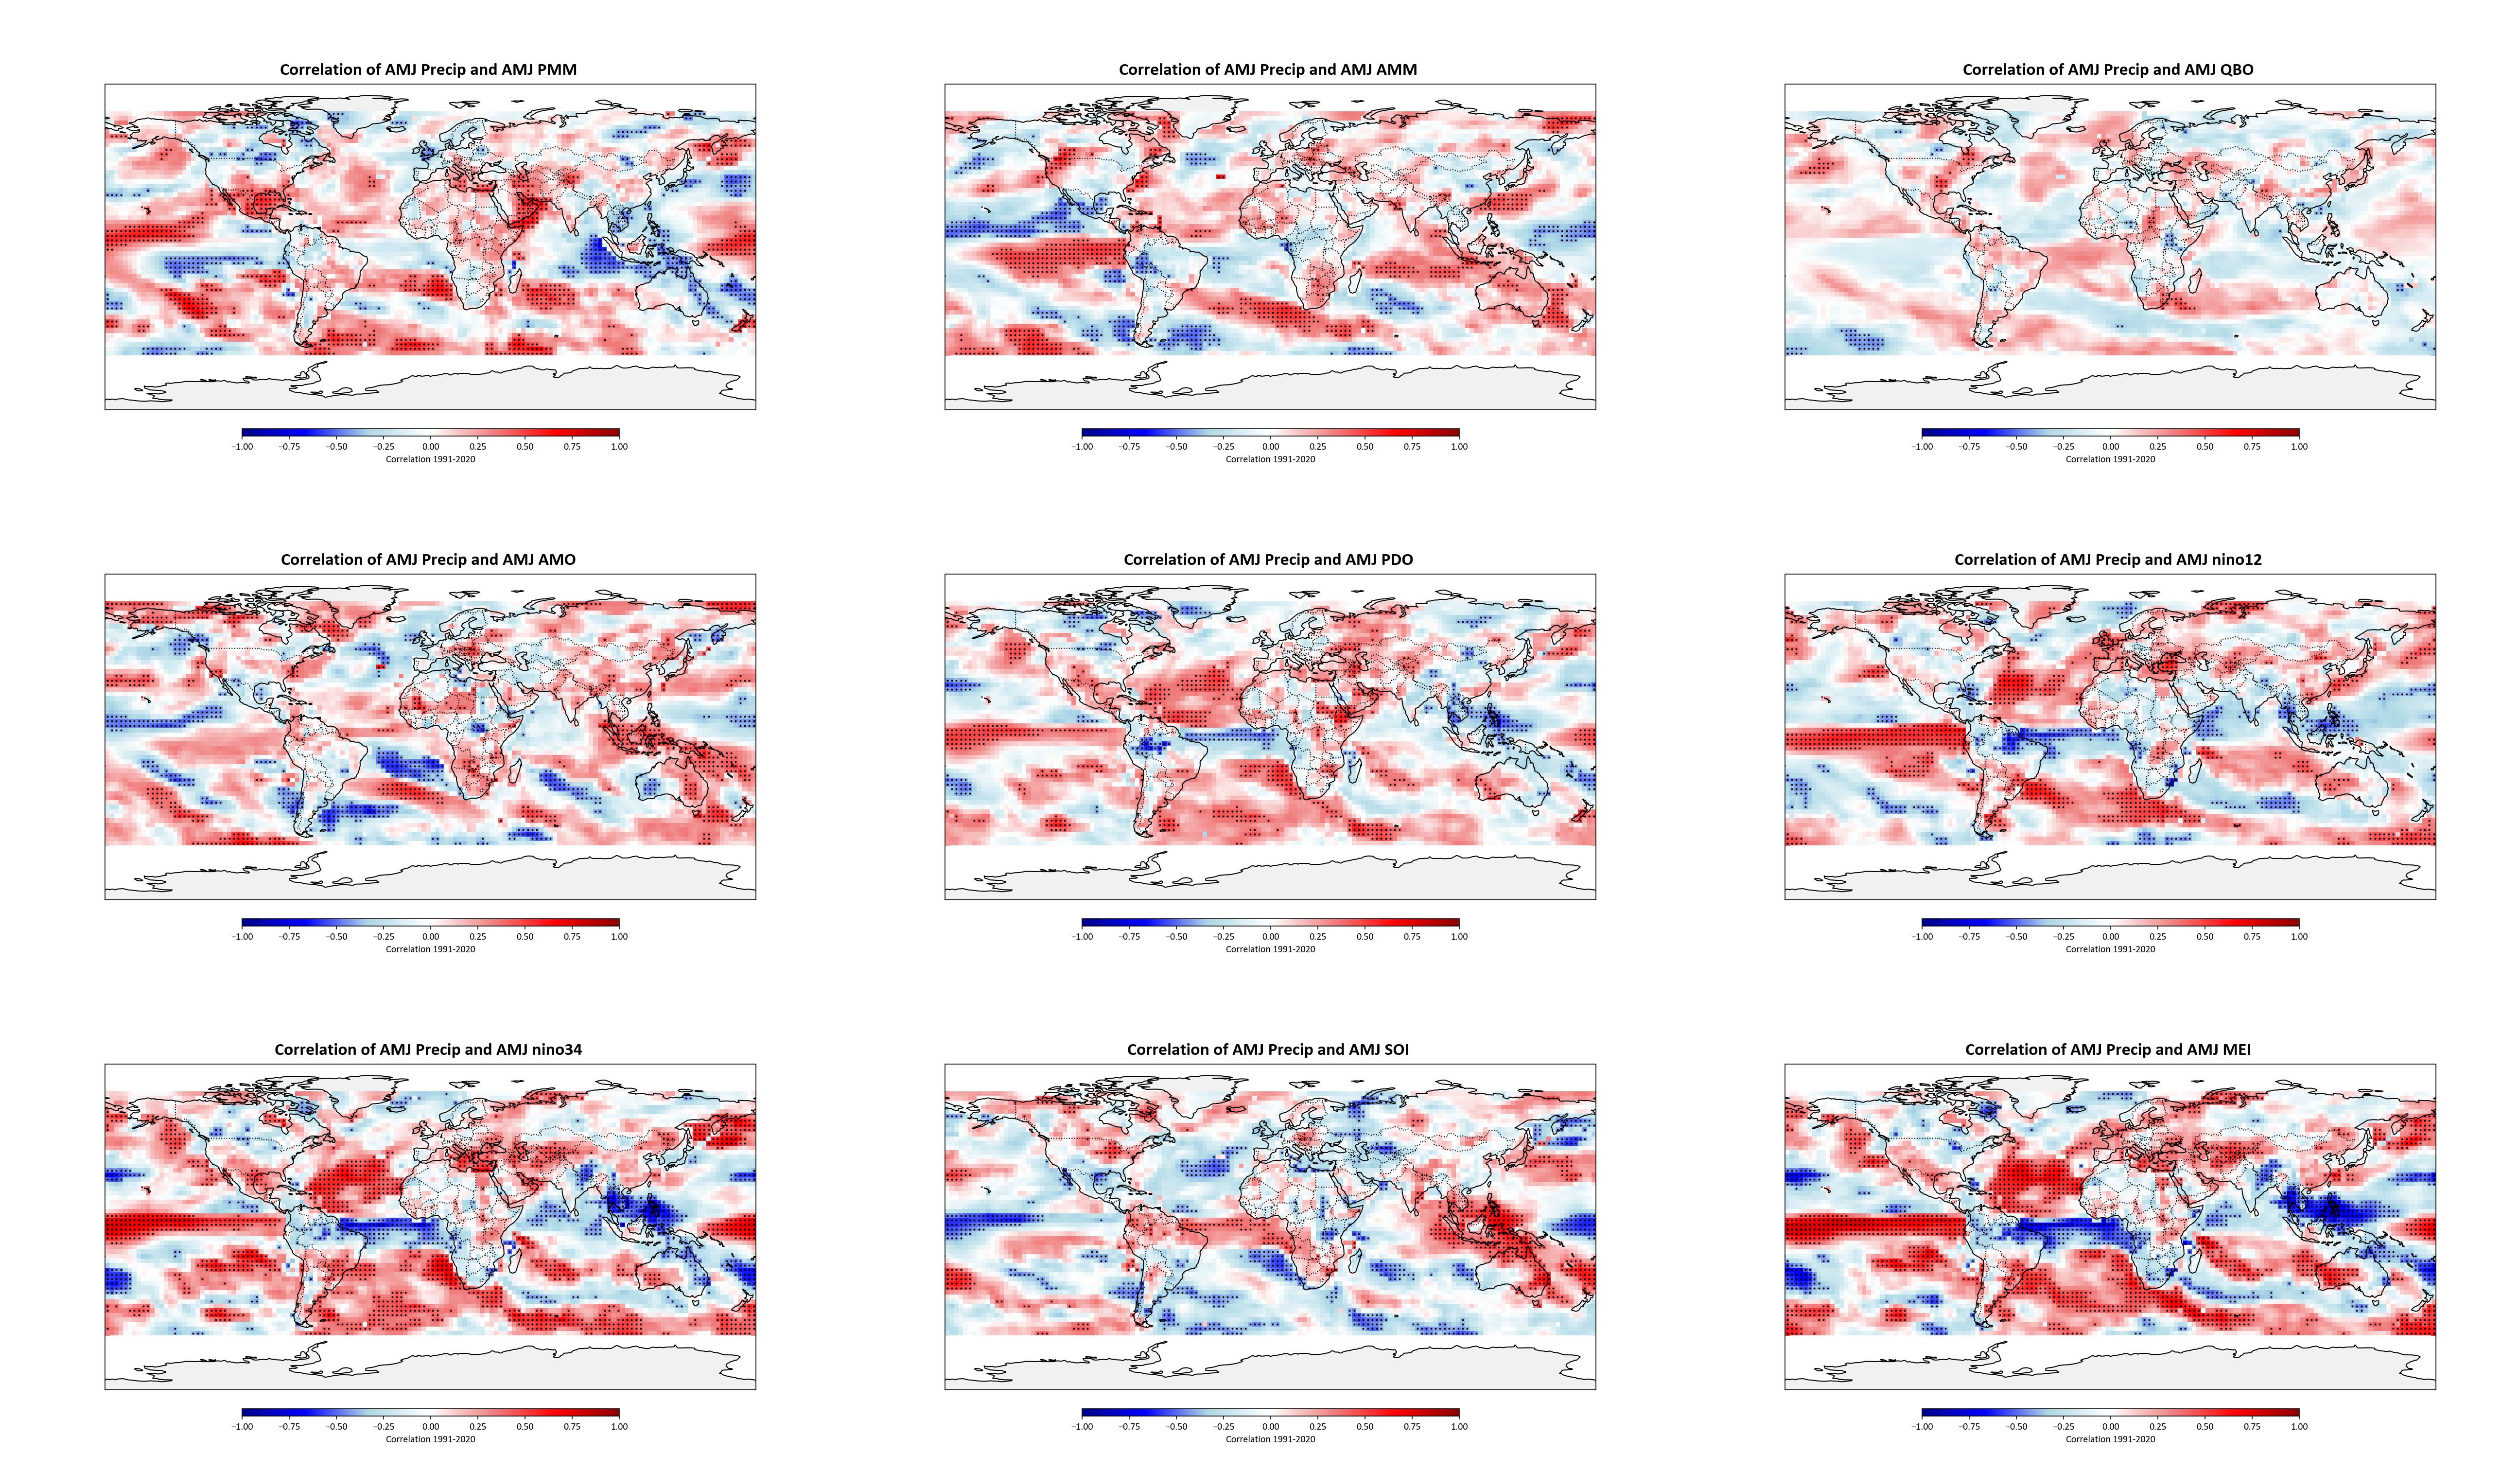 Correlation of AMJ Precip and AMJ PMM
−1.00 −0.75 −0.50 −0.25 0.00 0.25 0.50 0.75 1.00
Correlation 1991-2020
Correlation of AMJ Precip and AMJ AMM
−1.00 −0.75 −0.50 −0.25 0.00 0.25 0.50 0.75 1.00
Correlation 1991-2020
Correlation of AMJ Precip and AMJ QBO
−1.00 −0.75 −0.50 −0.25 0.00 0.25 0.50 0.75 1.00
Correlation 1991-2020
Correlation of AMJ Precip and AMJ AMO
−1.00 −0.75 −0.50 −0.25 0.00 0.25 0.50 0.75 1.00
Correlation 1991-2020
Correlation of AMJ Precip and AMJ PDO
−1.00 −0.75 −0.50 −0.25 0.00 0.25 0.50 0.75 1.00
Correlation 1991-2020
Correlation of AMJ Precip and AMJ nino12
−1.00 −0.75 −0.50 −0.25 0.00 0.25 0.50 0.75 1.00
Correlation 1991-2020
Correlation of AMJ Precip and AMJ nino34
−1.00 −0.75 −0.50 −0.25 0.00 0.25 0.50 0.75 1.00
Correlation 1991-2020
Correlation of AMJ Precip and AMJ SOI
−1.00 −0.75 −0.50 −0.25 0.00 0.25 0.50 0.75 1.00
Correlation 1991-2020
Correlation of AMJ Precip and AMJ MEI
−1.00 −0.75 −0.50 −0.25 0.00 0.25 0.50 0.75 1.00
Correlation 1991-2020